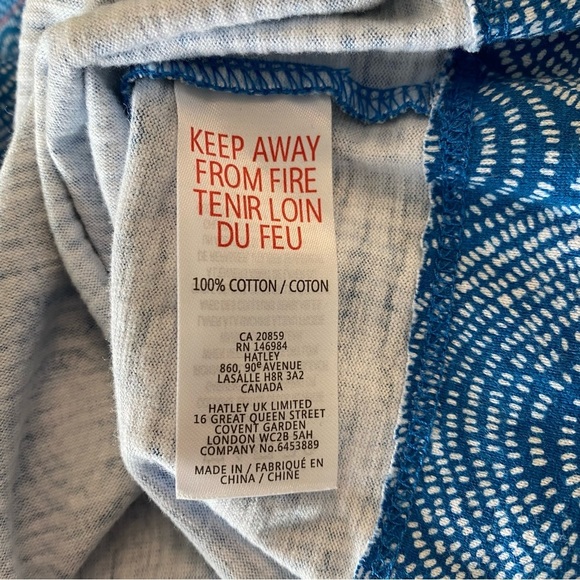 KEEP AWAY
FROM FIRE
TENIR LOIN
DU FEU
100% COTTON / COTON
CA 20859
RN 146984
HATLEY
860, 90e AVENUE
LASALLE H8R 3A2
CANADA
HATLEY UK LIMITED
16 GREAT QUEEN STREET
COVENT GARDEN
LONDON WC2B 5AH
COMPANY No.6453889
MADE IN / FABRIQUÉ EN
CHINA / CHINE